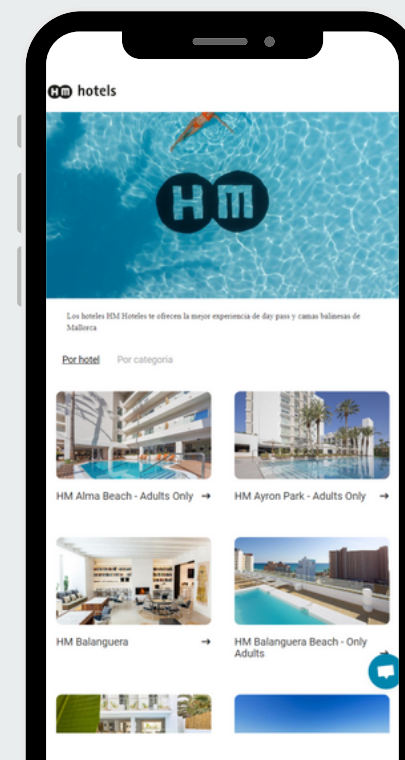 HM hotels
HM
Los hoteles HM Hoteles te ofrecen la mejor experiencia de day pass y camas balinesas de
Mallorca
Por hotel Por categoria
HM Alma Beach - Adults Only → HM Ayron Park - Adults Only →
HM Balanguera → HM Balanguera Beach - Only
Adults →